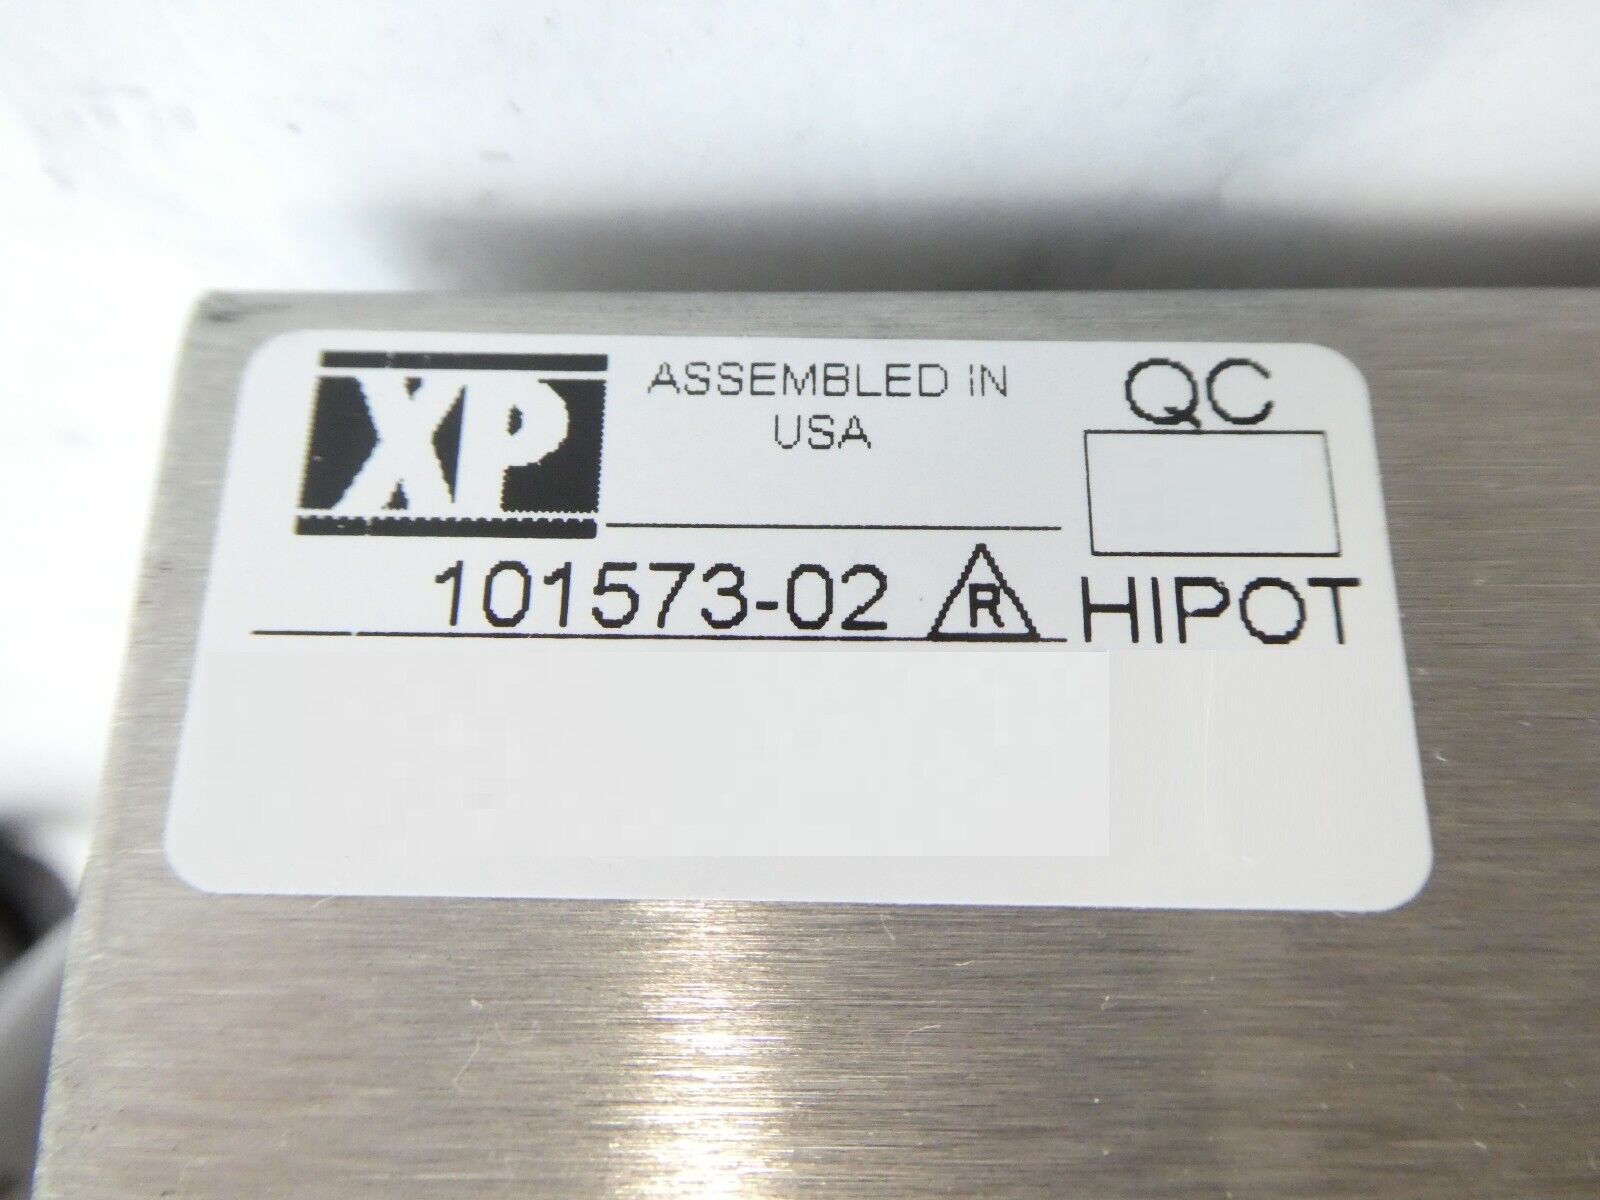 XP
ASSEMBLED IN
USA
QC
101573-02 R
HIPOT